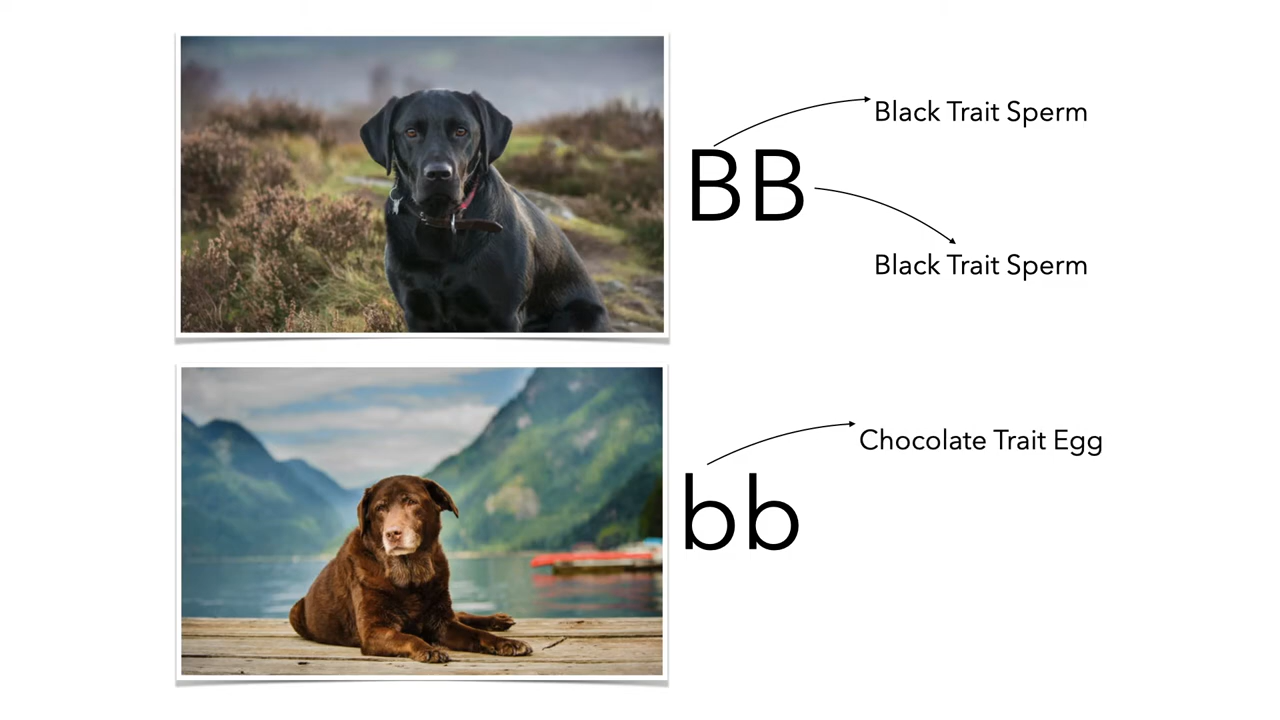 Black Trait Sperm
BB
Black Trait Sperm
Chocolate Trait Egg
bb